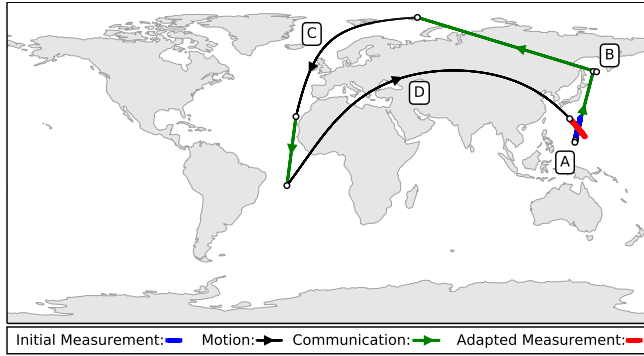 C
B
D
A
Initial Measurement: Motion: Communication: Adapted Measurement: